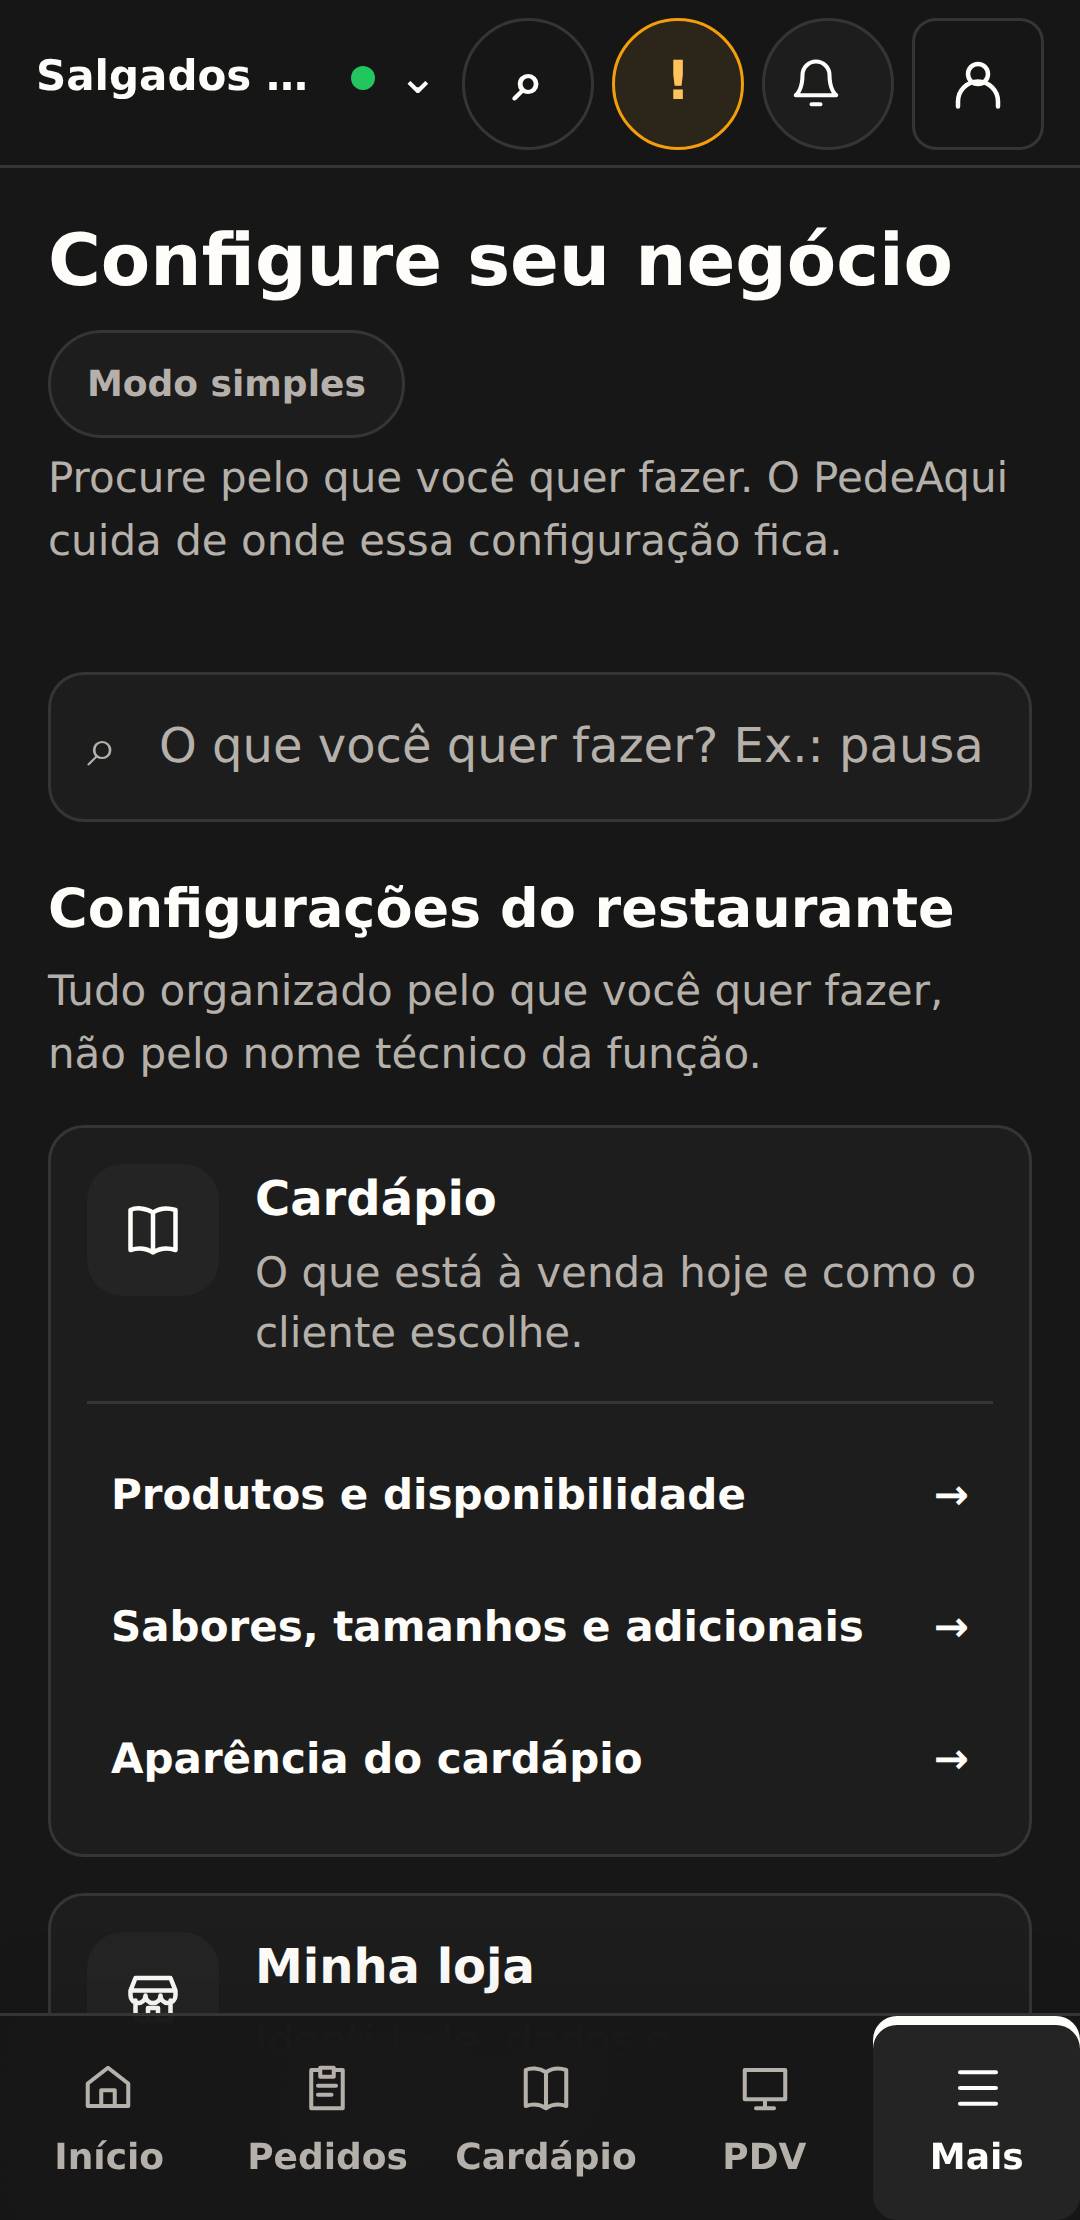 Salgados ...
!
Configure seu negócio
Modo simples
Procure pelo que você quer fazer. O PedeAqui
cuida de onde essa configuração fica.
O que você quer fazer? Ex.: pausa
Configurações do restaurante
Tudo organizado pelo que você quer fazer,
não pelo nome técnico da função.
Cardápio
O que está à venda hoje e como o
cliente escolhe.
Produtos e disponibilidade →
Sabores, tamanhos e adicionais →
Aparência do cardápio →
Minha loja
Início Pedidos Cardápio PDV Mais